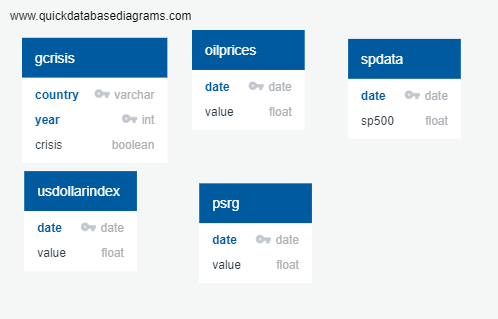 www.quickdatabasediagrams.com
gcrisis
country varchar
year int
crisis boolean
oilprices
date date
value float
spdata
date date
sp500 float
usdollarindex
date date
value float
psrg
date date
value float